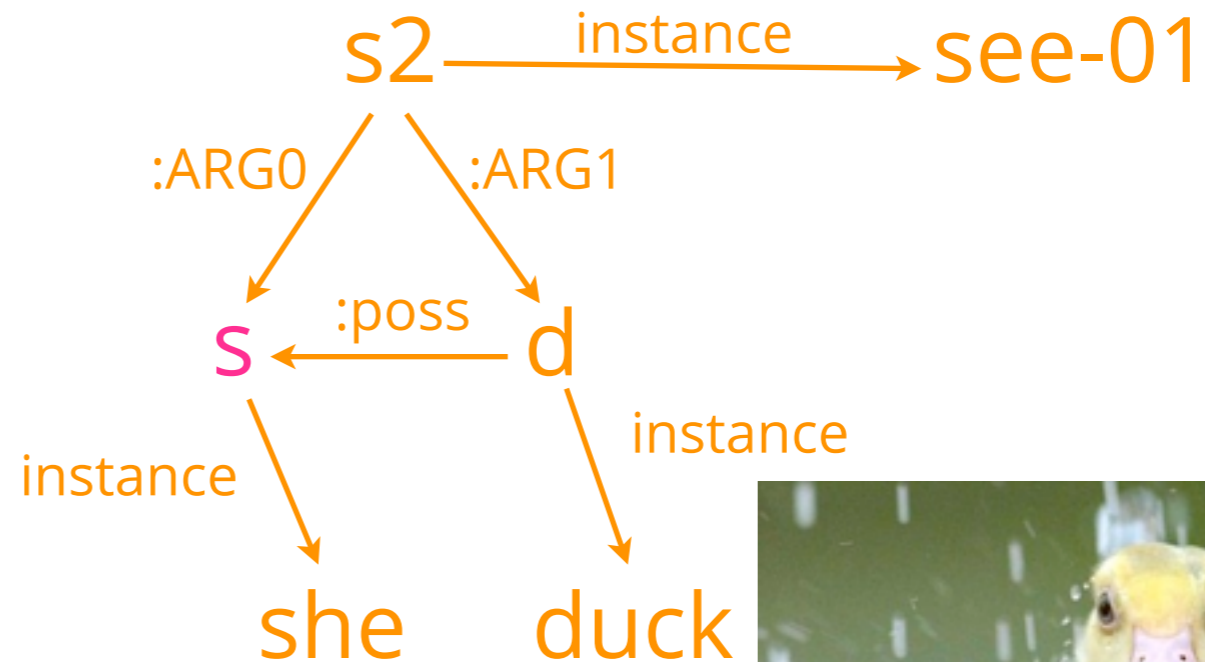 s2 instance see-01
:ARG0 :ARG1
s :poss d
instance instance
she duck